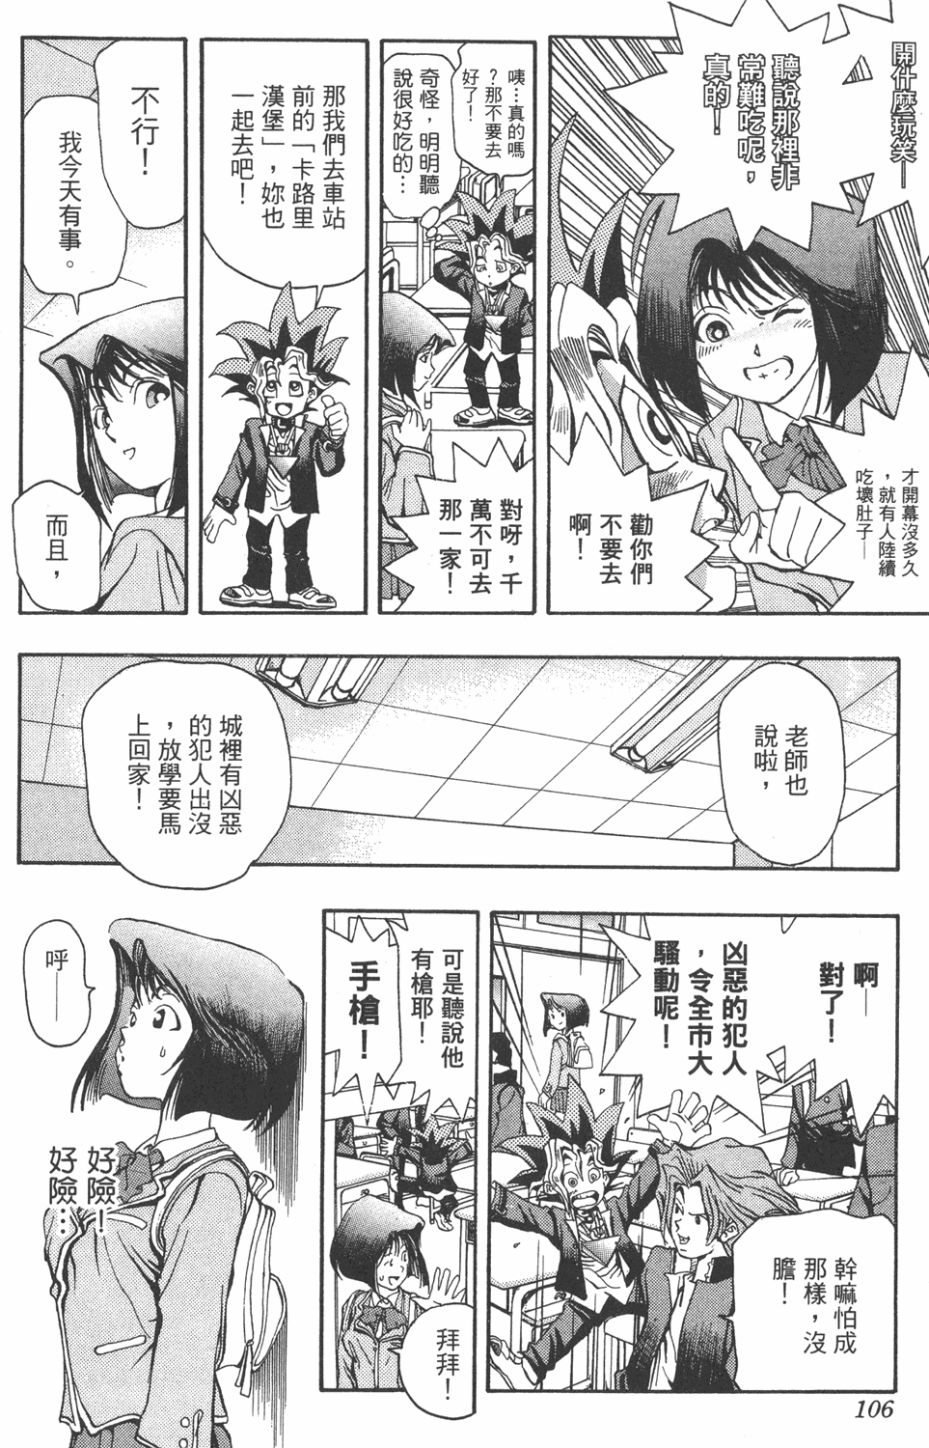 開什麼玩笑—
聽說那裡非
常難吃呢，
真的！
才開幕沒多久
，就有人陸續
吃壞肚子—
勸你們
不要去
啊！
咦…真的嗎
？那不要去
好了！
奇怪，明明聽
說很好吃的…
對呀，千
萬不可去
那一家！
那我們去車站
前的「卡路里
漢堡」，妳也
一起去吧！
不行！
我今天有事。
而且，
老師也
說啦，
城裡有凶惡
的犯人出沒
，放學要馬
上回家！
啊—
對了！
凶惡的犯人
，令全市大
騷動呢！
幹嘛怕成
那樣，沒
膽！
可是聽說他
有槍耶！
手槍！
拜拜！
呼—
好險！
好險…
106